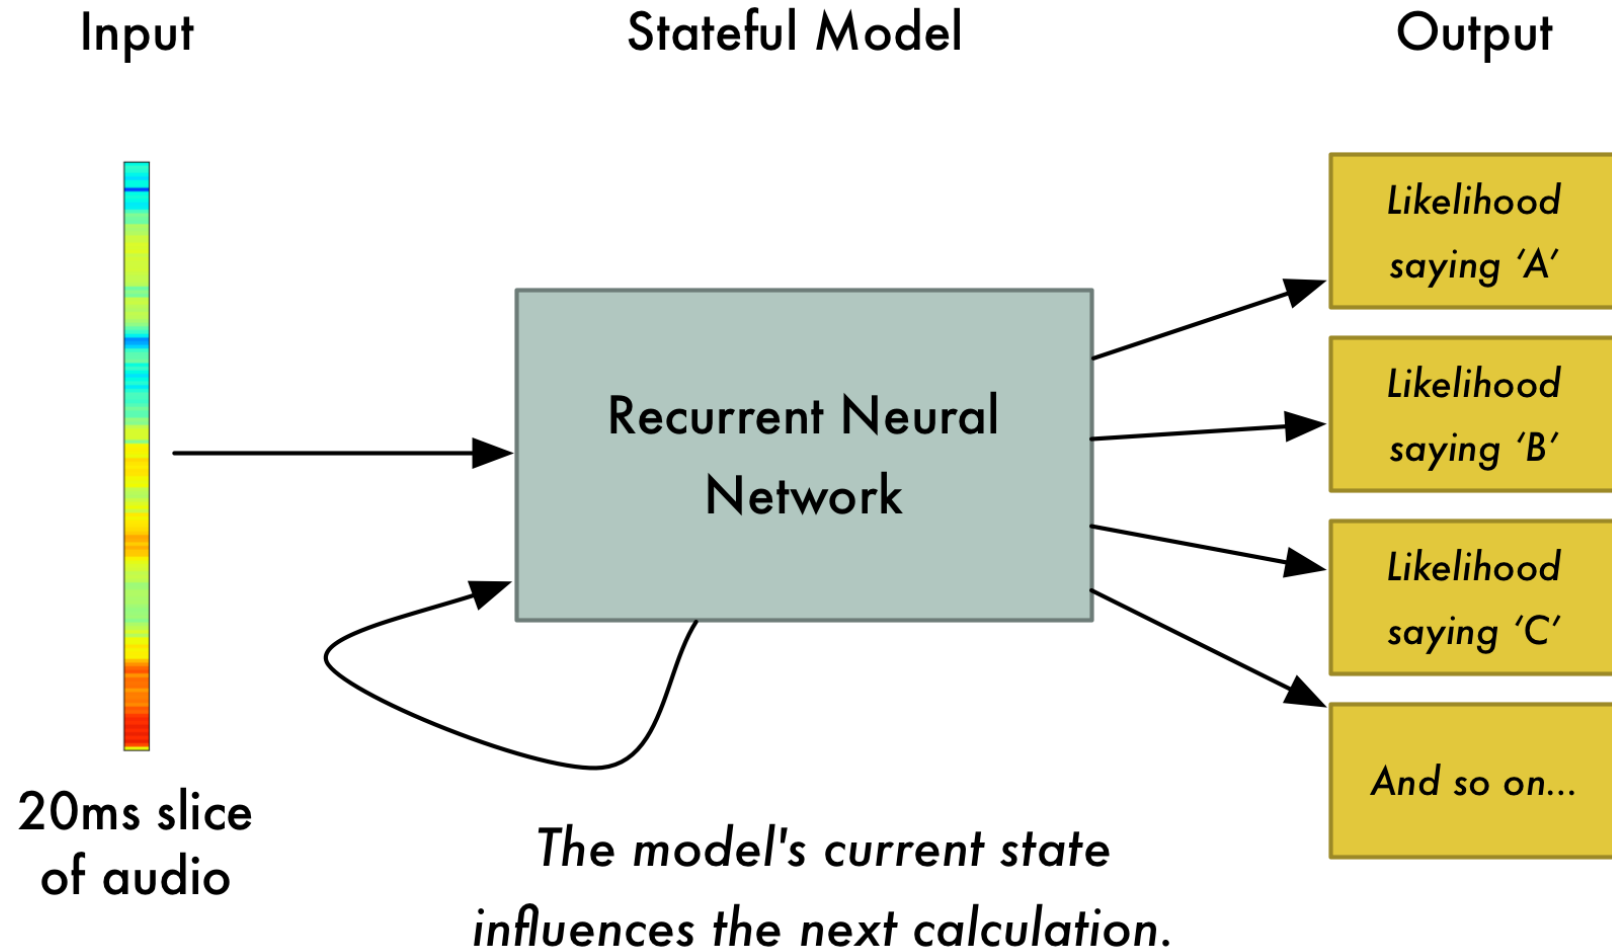 Input
Stateful Model
Output
20ms slice
of audio
Recurrent Neural
Network
The model's current state
influences the next calculation.
Likelihood
saying ‘A’
Likelihood
saying ‘B’
Likelihood
saying ‘C’
And so on...